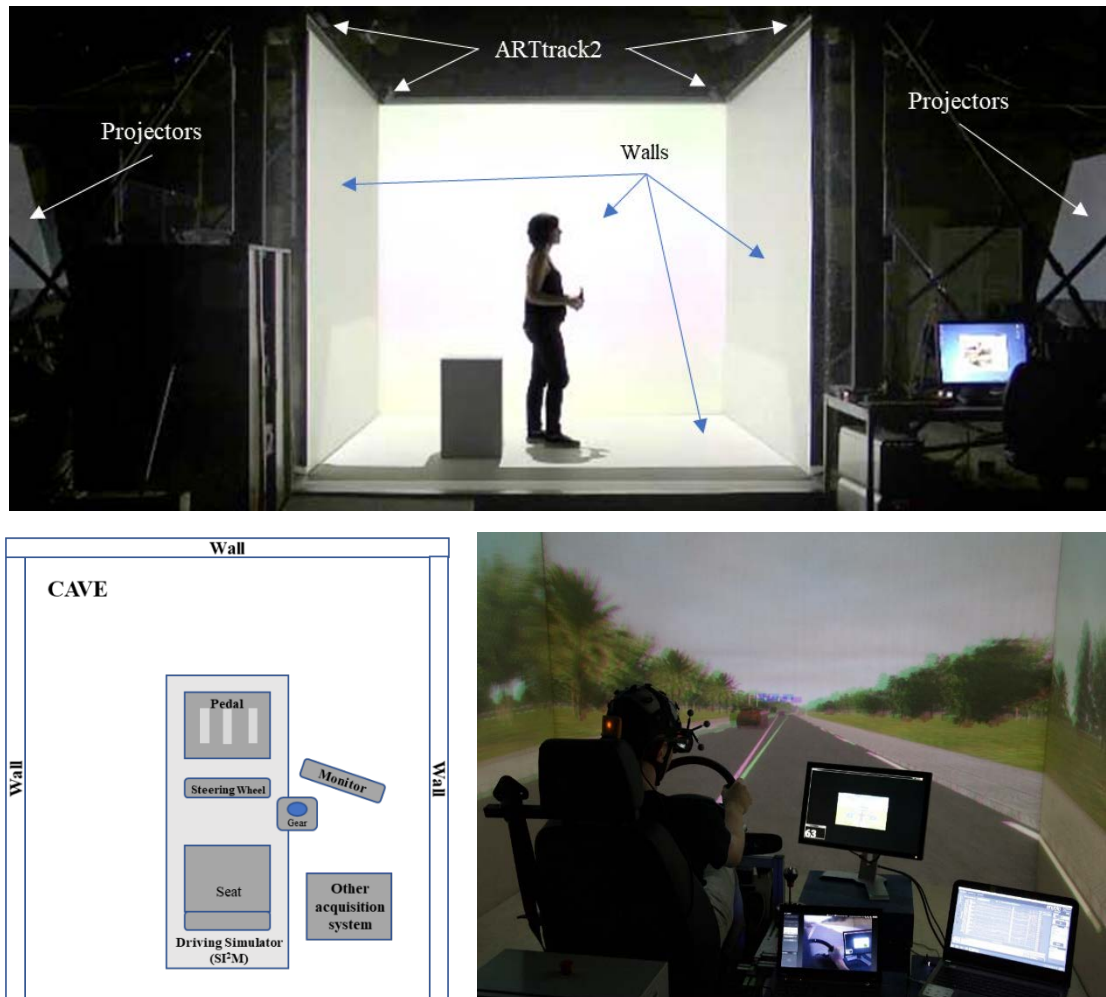 ARTtrack2
Projectors
Projectors
Walls
Wall
CAVE
Pedal
Wall
Steering Wheel
Monitor
Wall
Gear
Seat
Other
acquisition
system
Driving Simulator
(SI²M)
63